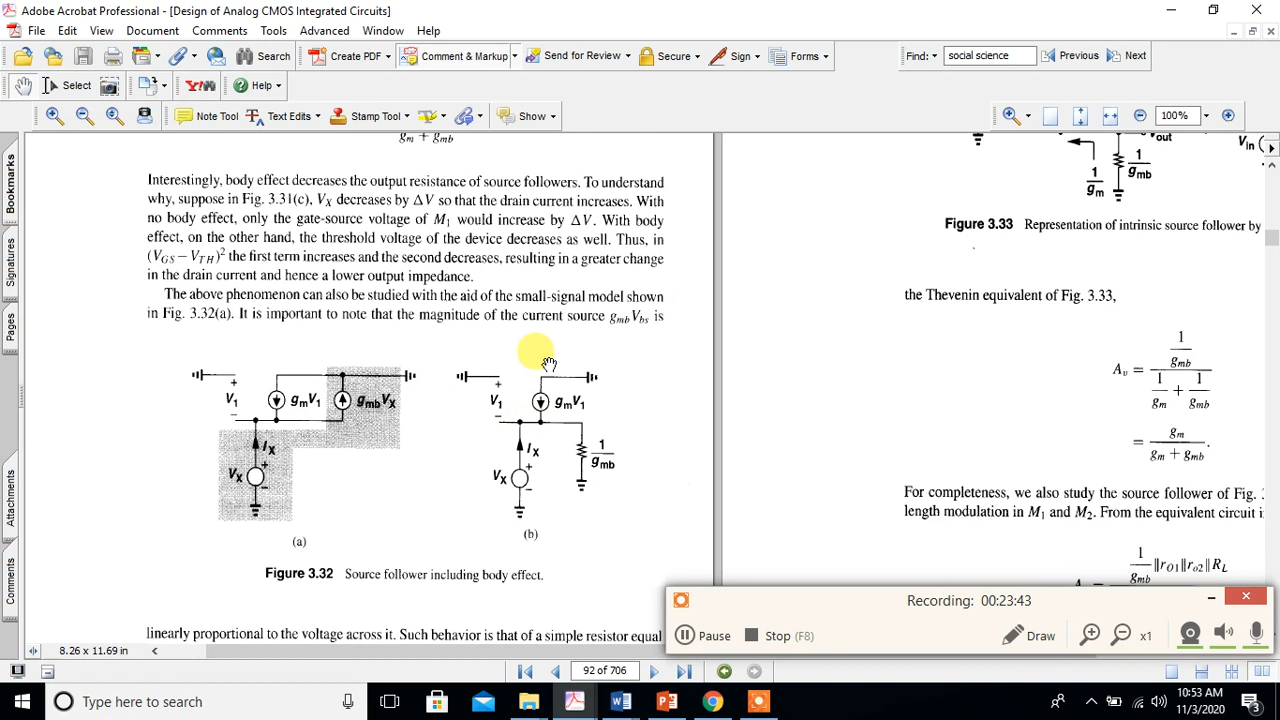 Adobe Acrobat Professional - [Design of Analog CMOS Integrated Circuits]
File Edit View Document Comments Tools Advanced Window Help
Search Create PDF Comment & Markup Send for Review Secure Sign Forms Find: social science Previous Next
Select Y! Help
Note Tool Text Edits Stamp Tool Show 100%
Bookmarks
Signatures
Pages
Attachments
Comments
gm + gmb
Interestingly, body effect decreases the output resistance of source followers. To understand
why, suppose in Fig. 3.31(c), VX decreases by ΔV so that the drain current increases. With
no body effect, only the gate-source voltage of M1 would increase by ΔV. With body
effect, on the other hand, the threshold voltage of the device decreases as well. Thus, in
(VGS − VTH)² the first term increases and the second decreases, resulting in a greater change
in the drain current and hence a lower output impedance.
The above phenomenon can also be studied with the aid of the small-signal model shown
in Fig. 3.32(a). It is important to note that the magnitude of the current source gmbVbs is
+ V1 − gmV1 gmbVX
IX
VX + −
(a)
+ V1 − gmV1
IX
VX + −
1
gmb
(b)
Figure 3.32 Source follower including body effect.
linearly proportional to the voltage across it. Such behavior is that of a simple resistor equal
Vout
Vin
1
gm
1
gmb
Figure 3.33 Representation of intrinsic source follower by
the Thevenin equivalent of Fig. 3.33,
1
gmb
Av =
1 + 1
gm gmb
= gm
gm + gmb .
For completeness, we also study the source follower of Fig.
length modulation in M1 and M2. From the equivalent circuit i
1
gmb ||rO1||rO2||RL
Recording: 00:23:43
Pause Stop (F8) Draw x1
8.26 x 11.69 in
92 of 706
Type here to search
10:53 AM
11/3/2020
3